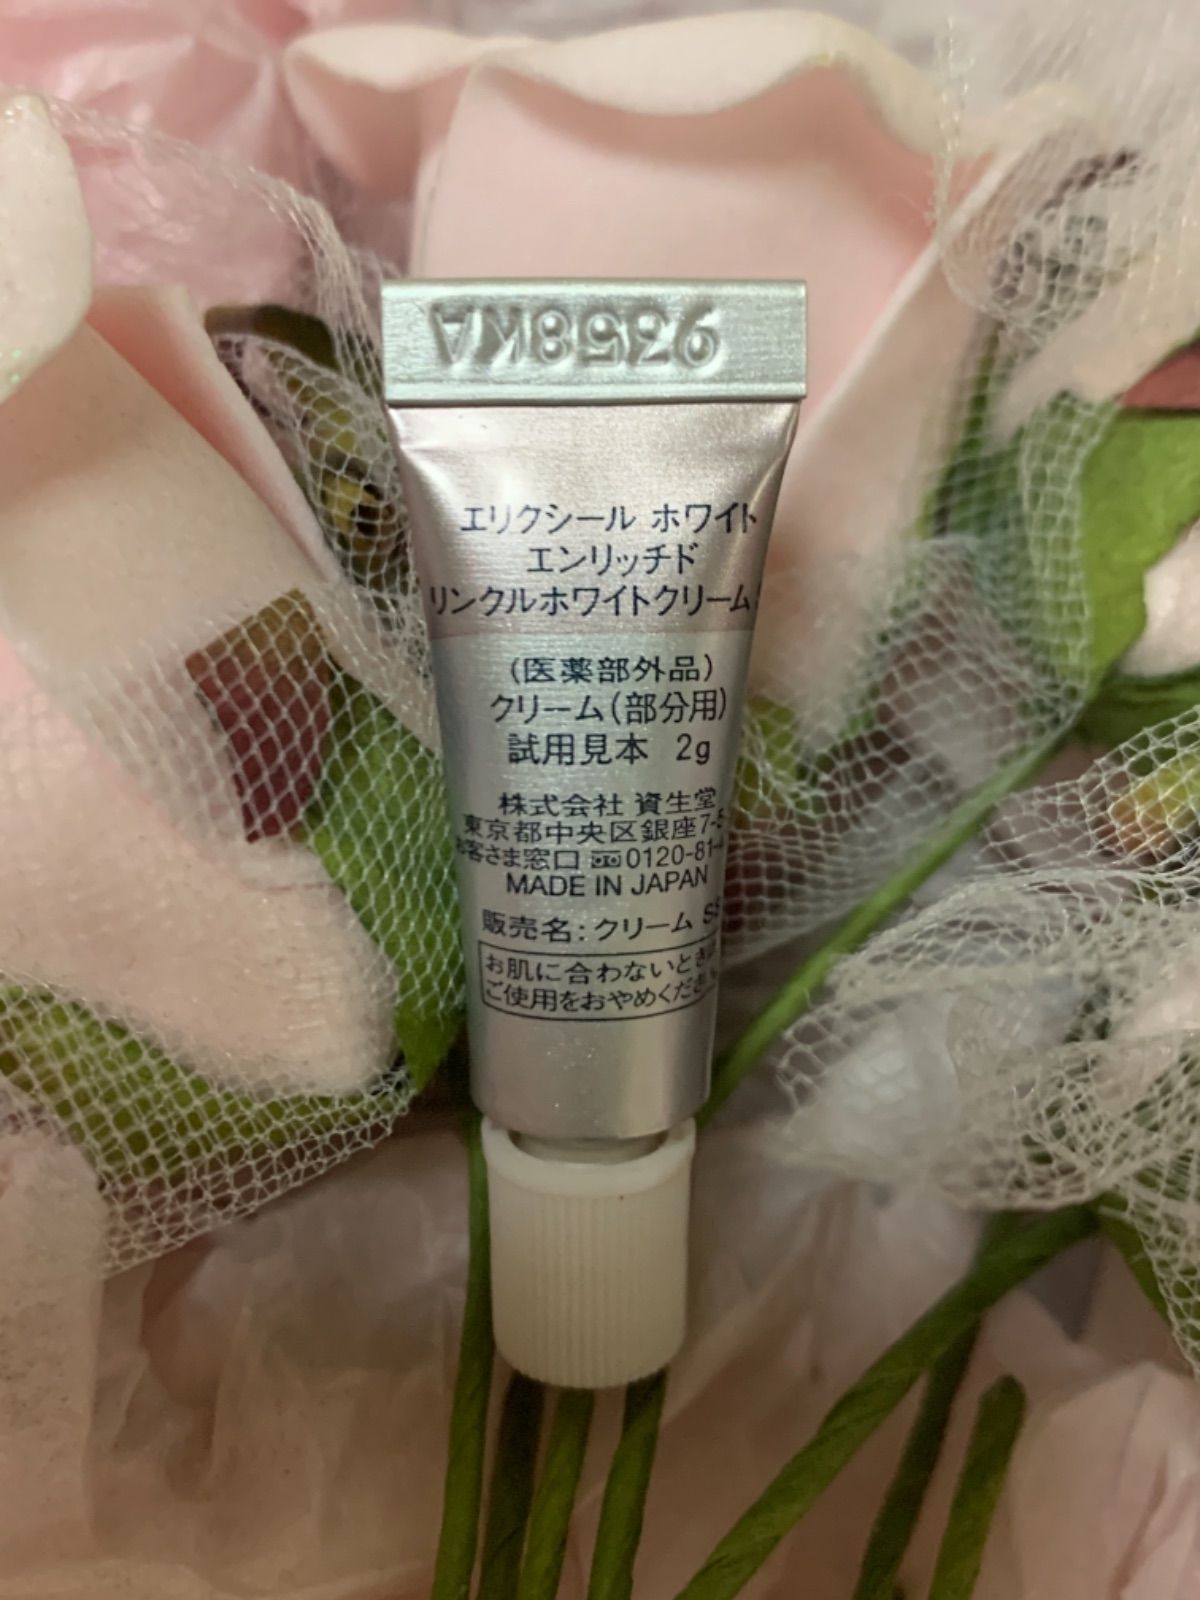 9358KA
エリクシール ホワイト
エンリッチド
リンクルホワイトクリーム
(医薬部外品)
クリーム(部分用)
試用見本 2g
株式会社 資生堂
東京都中央区銀座7-5
お客さま窓口 0120-81-4
MADE IN JAPAN
販売名:クリーム
お肌に合わないときは
ご使用をおやめください